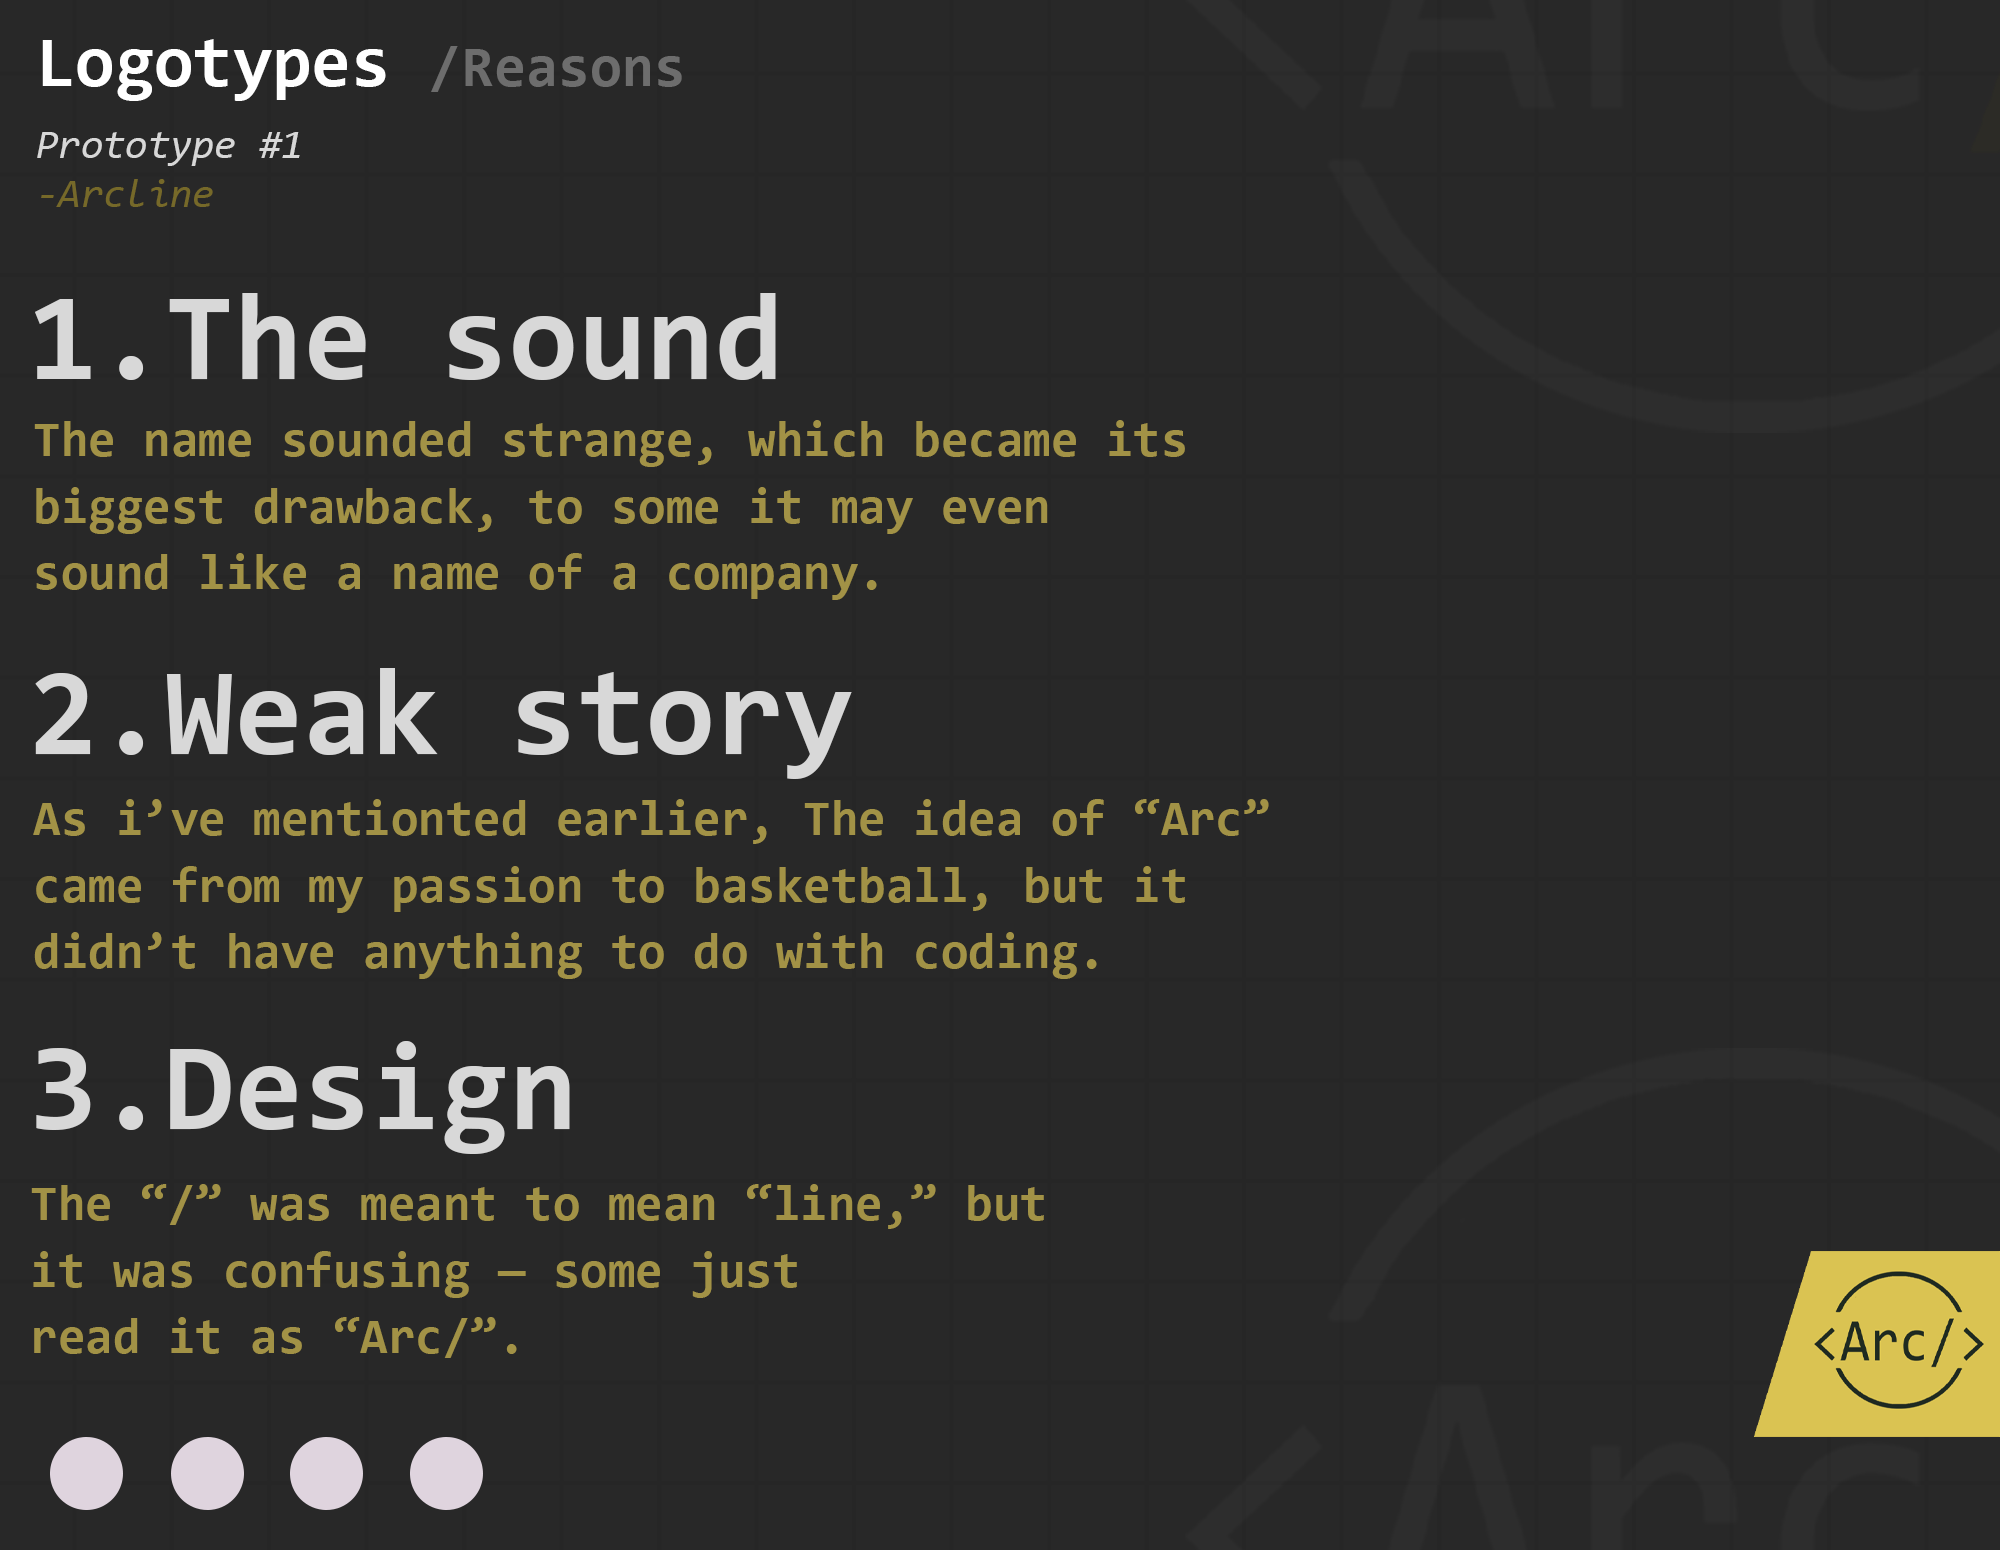 Logotypes /Reasons
Prototype #1
-Arcline
1.The sound
The name sounded strange, which became its
biggest drawback, to some it may even
sound like a name of a company.
2.Weak story
As i’ve mentionted earlier, The idea of “Arc”
came from my passion to basketball, but it
didn’t have anything to do with coding.
3.Design
The “/” was meant to mean “line,” but
it was confusing — some just
read it as “Arc/”.
<Arc/>
<Arc
<Arc